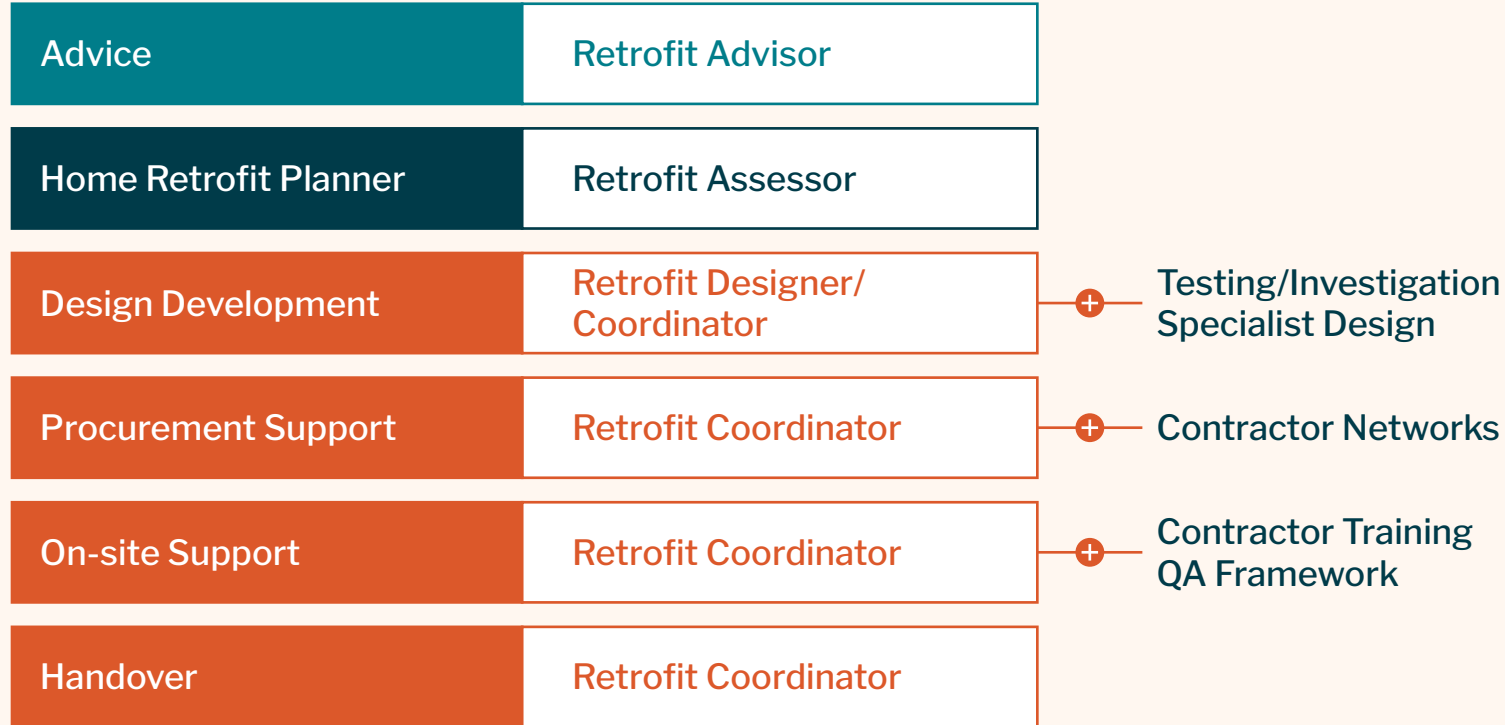 Advice
Retrofit Advisor
Home Retrofit Planner
Retrofit Assessor
Design Development
Retrofit Designer/
Coordinator
Testing/Investigation
Specialist Design
Procurement Support
Retrofit Coordinator
Contractor Networks
On-site Support
Retrofit Coordinator
Contractor Training
QA Framework
Handover
Retrofit Coordinator